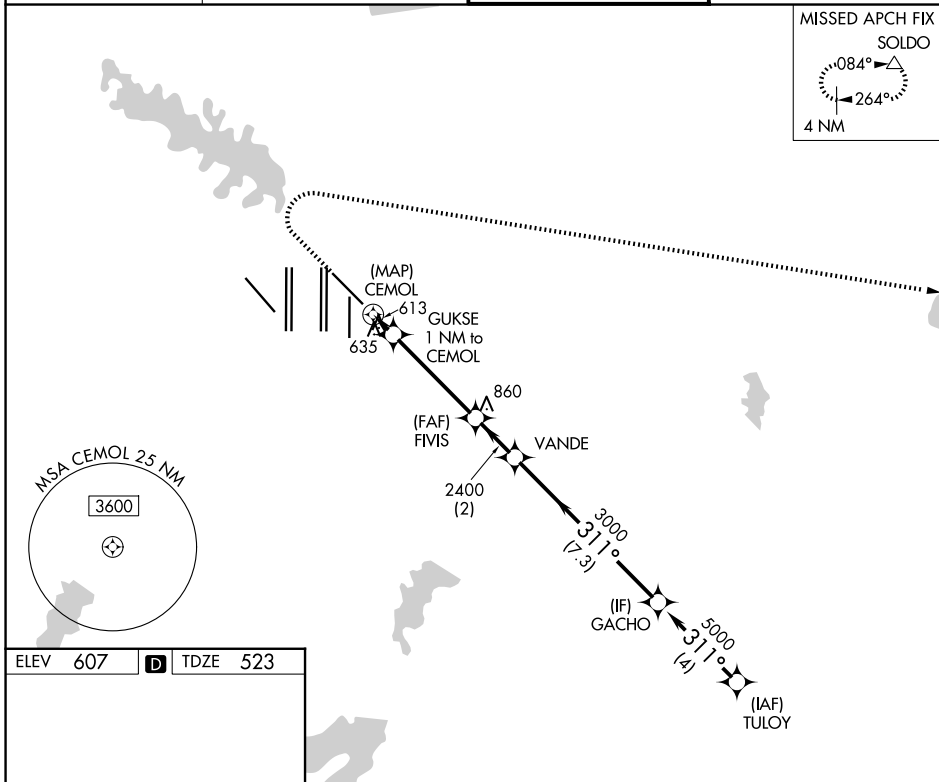 MISSED APCH FIX
SOLDO
084°
264°
4 NM
(MAP)
CEMOL
613
635
GUKSE
1 NM to
CEMOL
860
(FAF)
FIVIS
VANDE
2400
(2)
3000
311°
(7.3)
(IF)
GACHO
5000
311°
(4)
(IAF)
TULOY
MSA CEMOL 25 NM
3600
ELEV 607 D TDZE 523